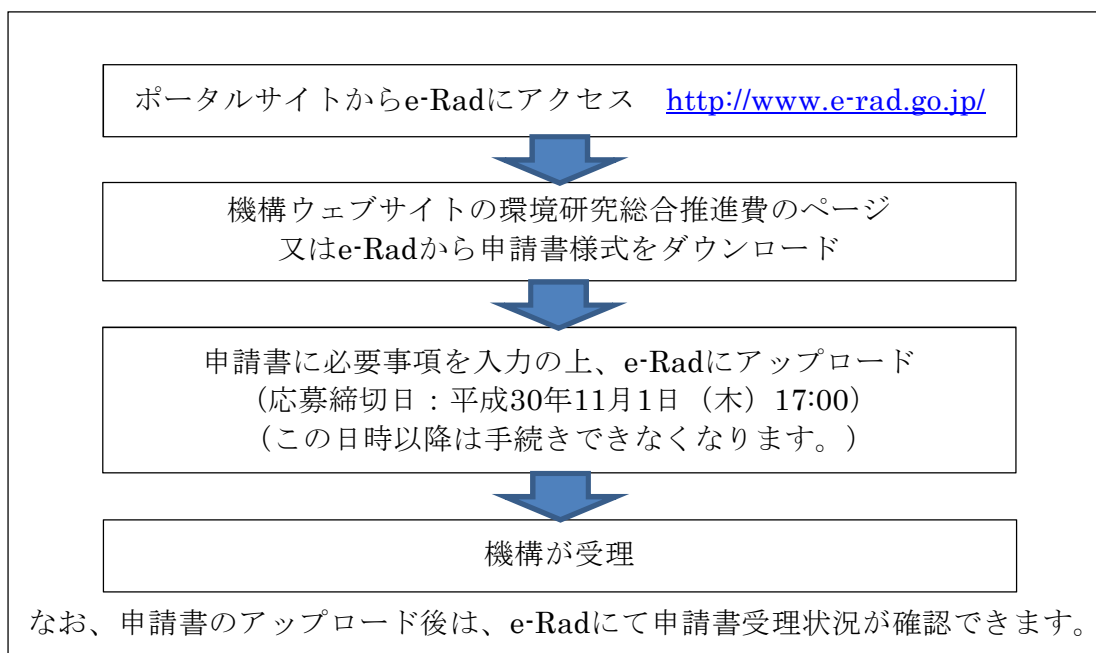 ポータルサイトからe-Radにアクセス　http://www.e-rad.go.jp/
機構ウェブサイトの環境研究総合推進費のページ
又はe-Radから申請書様式をダウンロード
申請書に必要事項を入力の上、e-Radにアップロード
（応募締切日：平成30年11月1日（木）17:00）
（この日時以降は手続きできなくなります。）
機構が受理
なお、申請書のアップロード後は、e-Radにて申請書受理状況が確認できます。